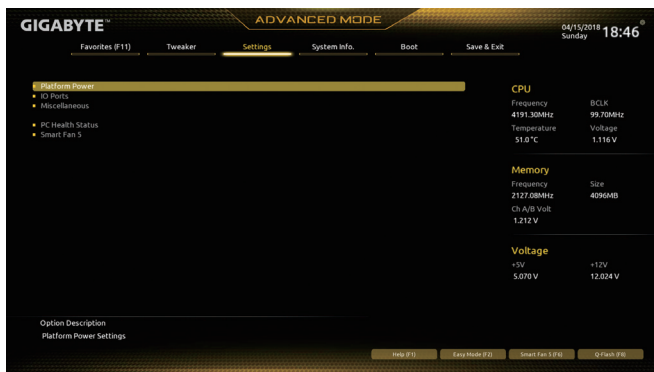 GIGABYTE™
ADVANCED MODE
04/15/2018 Sunday 18:46
Favorites (F11) Tweaker Settings System Info. Boot Save & Exit
Platform Power
IO Ports
Miscellaneous
PC Health Status
Smart Fan 5
CPU
Frequency BCLK
4191.30MHz 99.70MHz
Temperature Voltage
51.0 °C 1.116 V
Memory
Frequency Size
2127.08MHz 4096MB
Ch A/B Volt
1.212 V
Voltage
+5V +12V
5.070 V 12.024 V
Option Description
Platform Power Settings
Help (F1) Easy Mode (F2) Smart Fan 5 (F6) Q-Flash (F8)